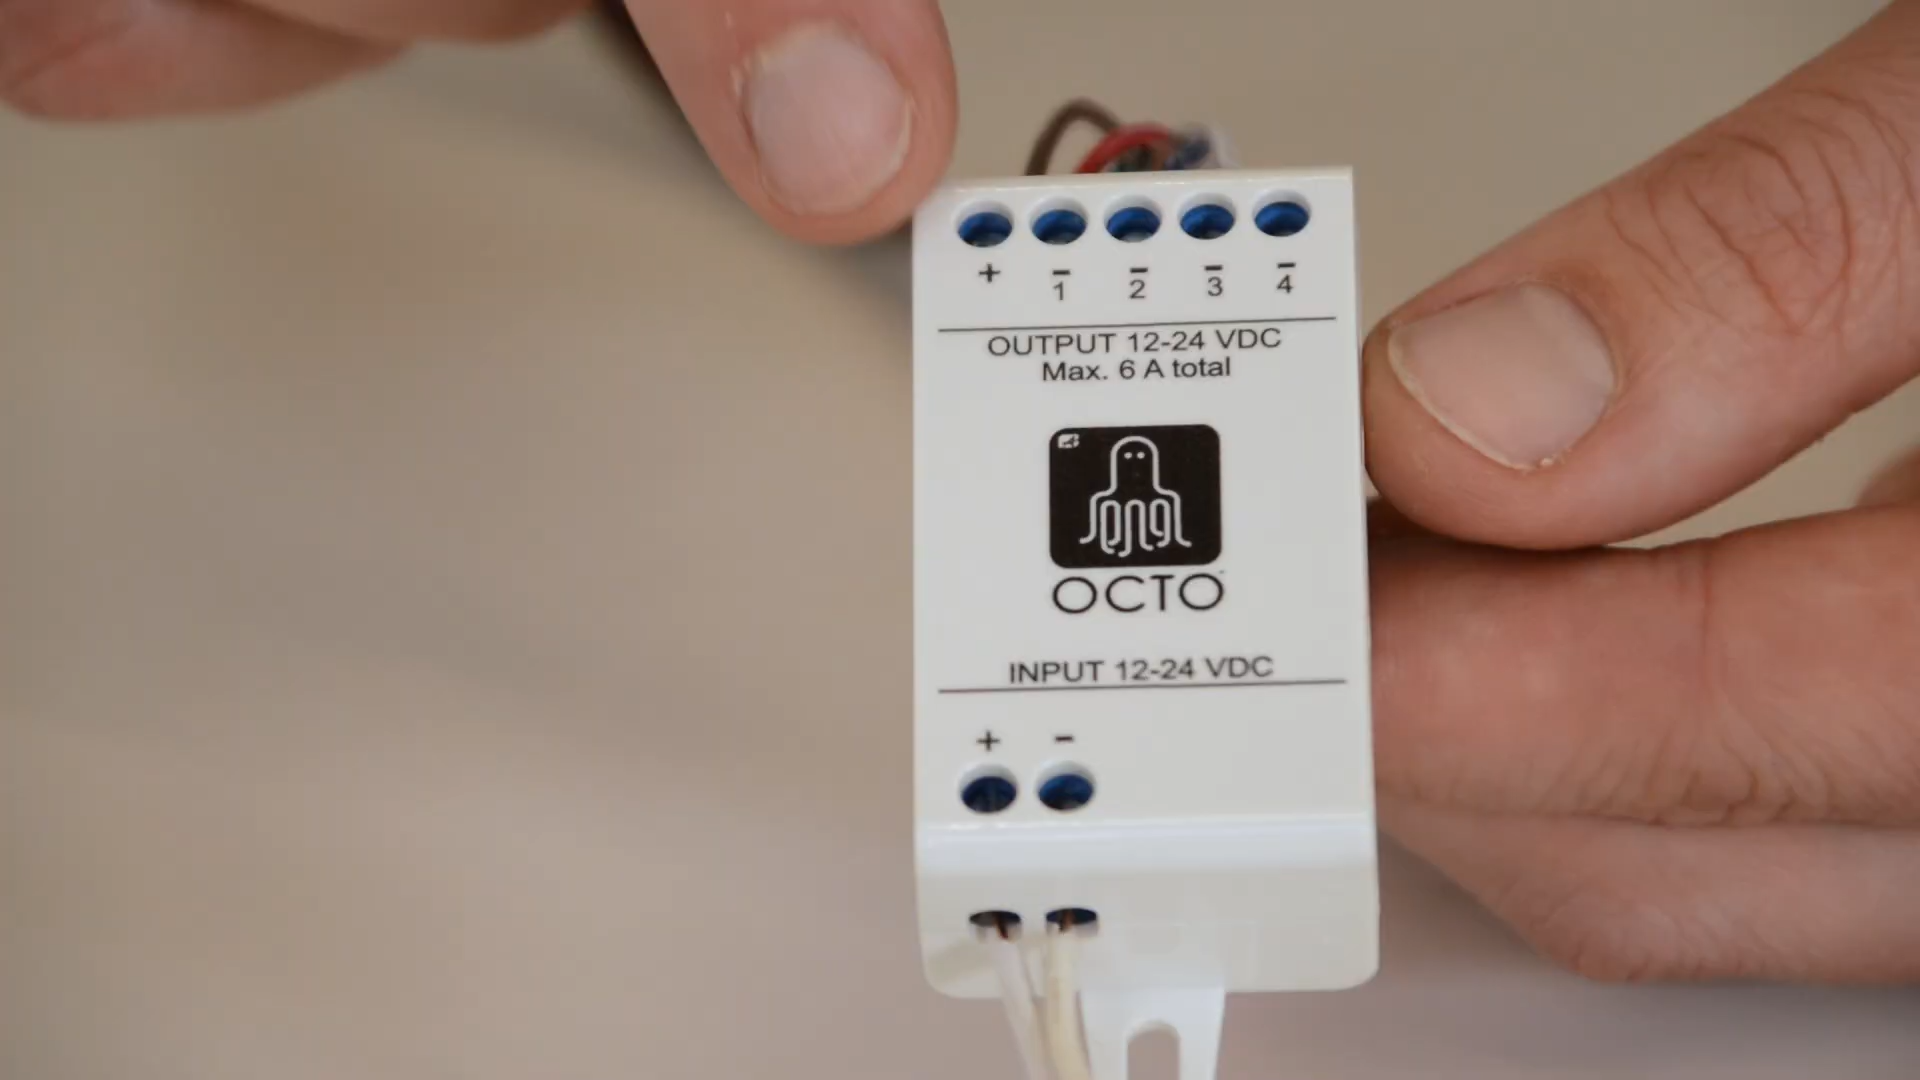 + - - - -
1 2 3 4
OUTPUT 12-24 VDC
Max. 6 A total
OCTO
INPUT 12-24 VDC
+ -